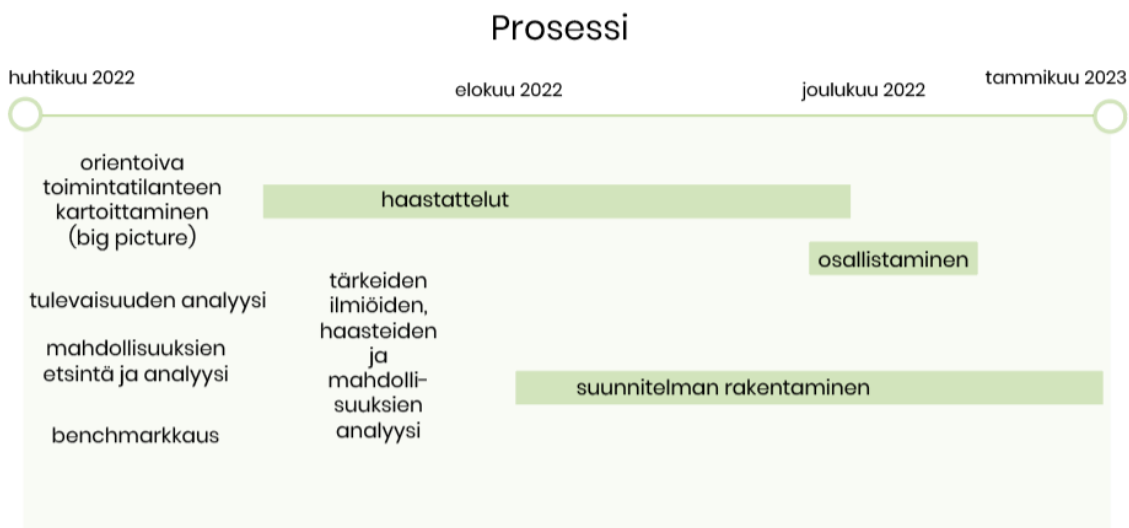 Prosessi
huhtikuu 2022
elokuu 2022
joulukuu 2022
tammikuu 2023
orientoiva
toimintatilanteen
kartoittaminen
(big picture)
tulevaisuuden analyysi
mahdollisuuksien
etsintä ja analyysi
benchmarkkaus
haastattelut
tärkeiden
ilmiöiden,
haasteiden
ja
mahdolli-
suuksien
analyysi
osallistaminen
suunnitelman rakentaminen